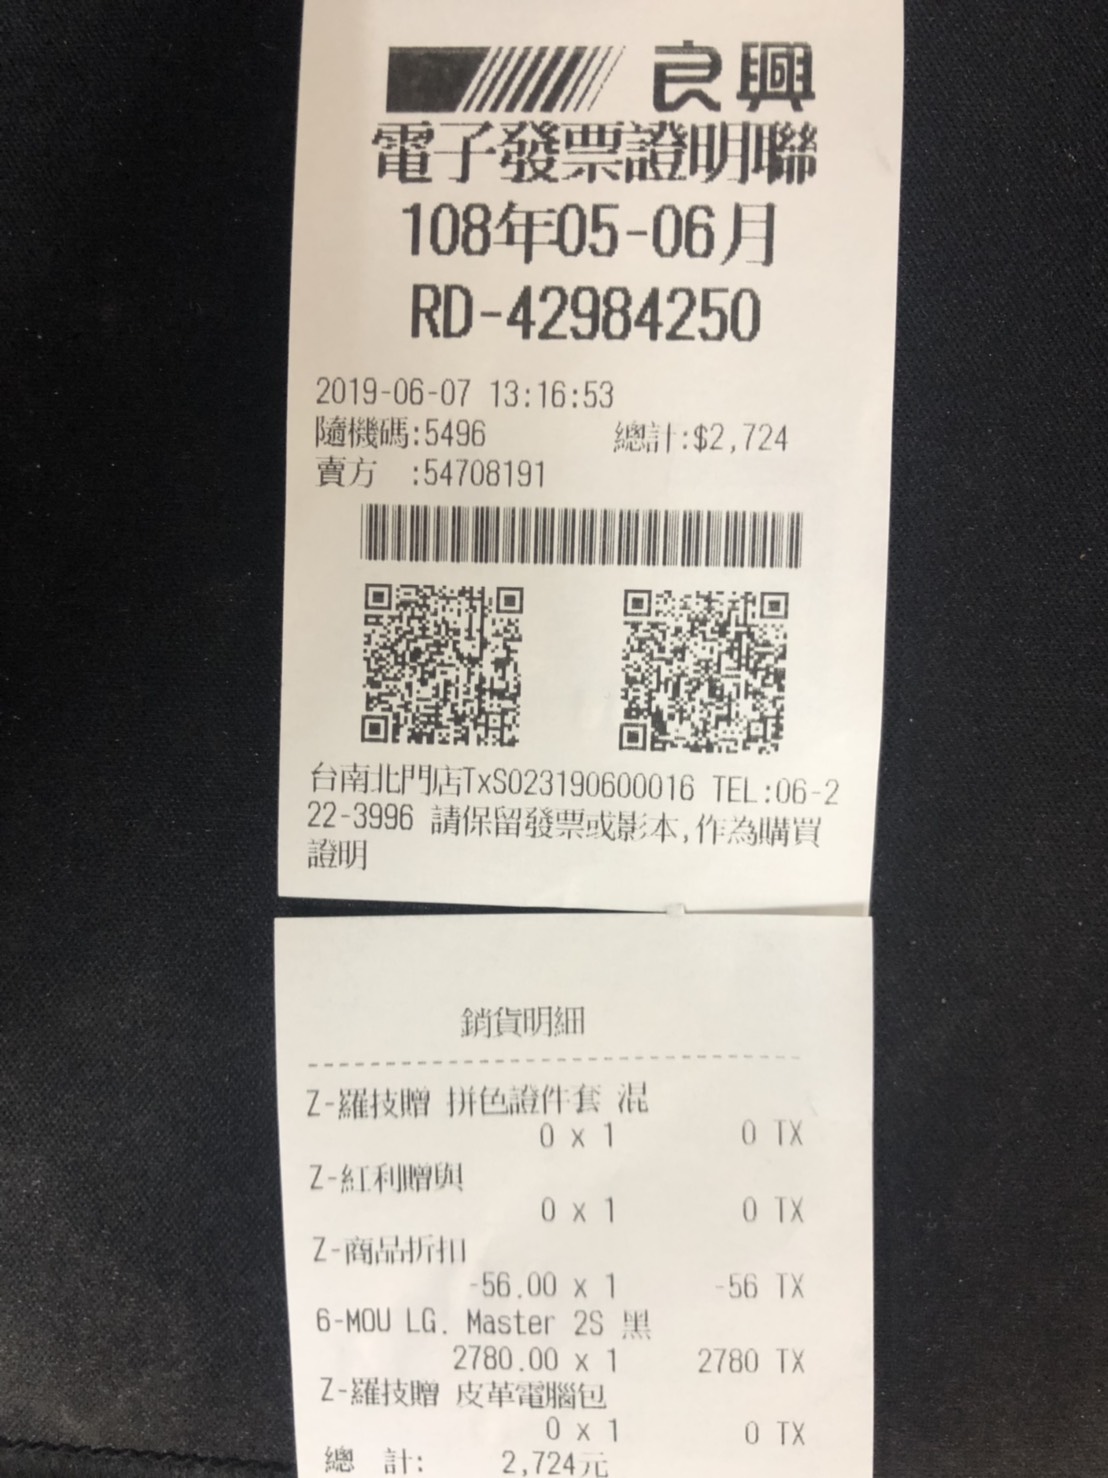 良興
電子發票證明聯
108年05-06月
RD-42984250
2019-06-07 13:16:53
隨機碼:5496 總計:$2,724
賣方 :54708191
台南北門店TxS023190600016 TEL:06-2
22-3996 請保留發票或影本,作為購買
證明
銷貨明細
Z-羅技贈 拼色證件套 混
0 x 1 0 TX
Z-紅利贈與
0 x 1 0 TX
Z-商品折扣
-56.00 x 1 -56 TX
6-MOU LG. Master 2S 黑
2780.00 x 1 2780 TX
Z-羅技贈 皮革電腦包
0 x 1 0 TX
總 計: 2,724元